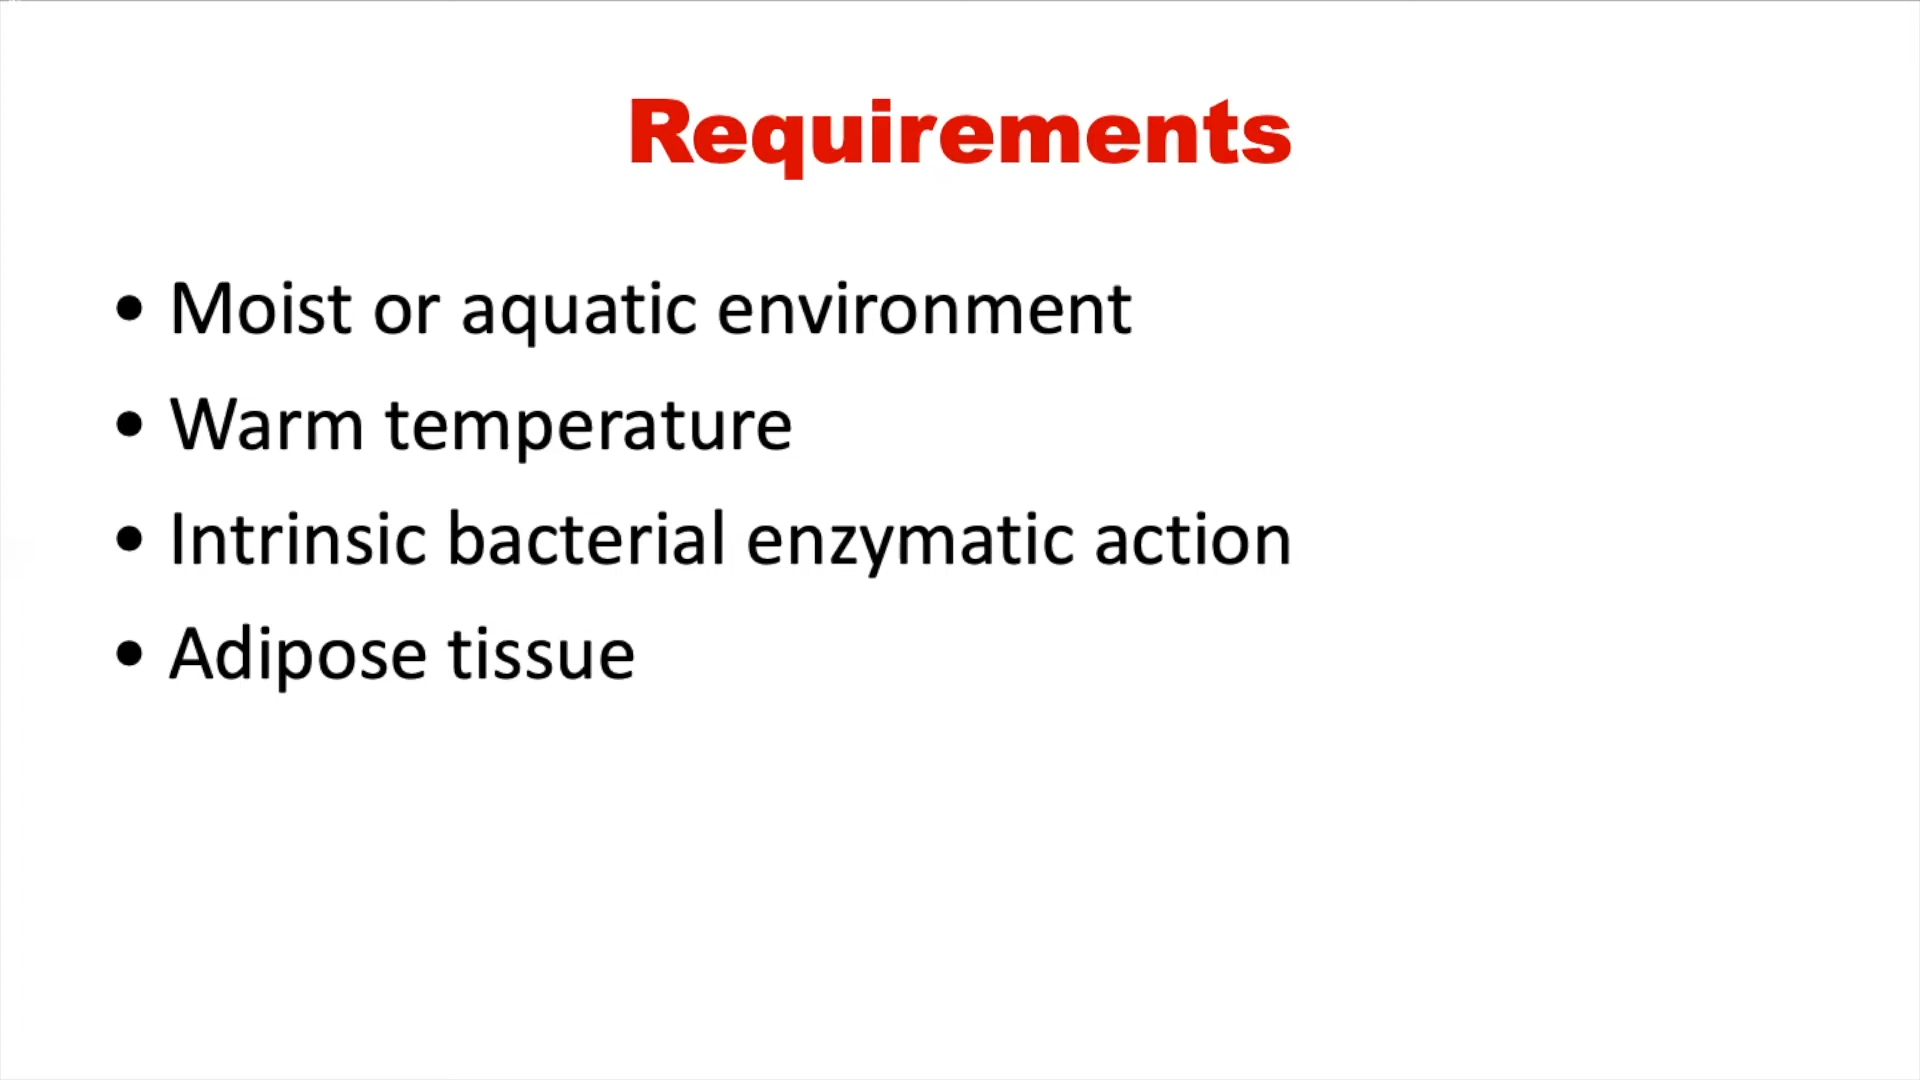 Requirements
• Moist or aquatic environment
• Warm temperature
• Intrinsic bacterial enzymatic action
• Adipose tissue